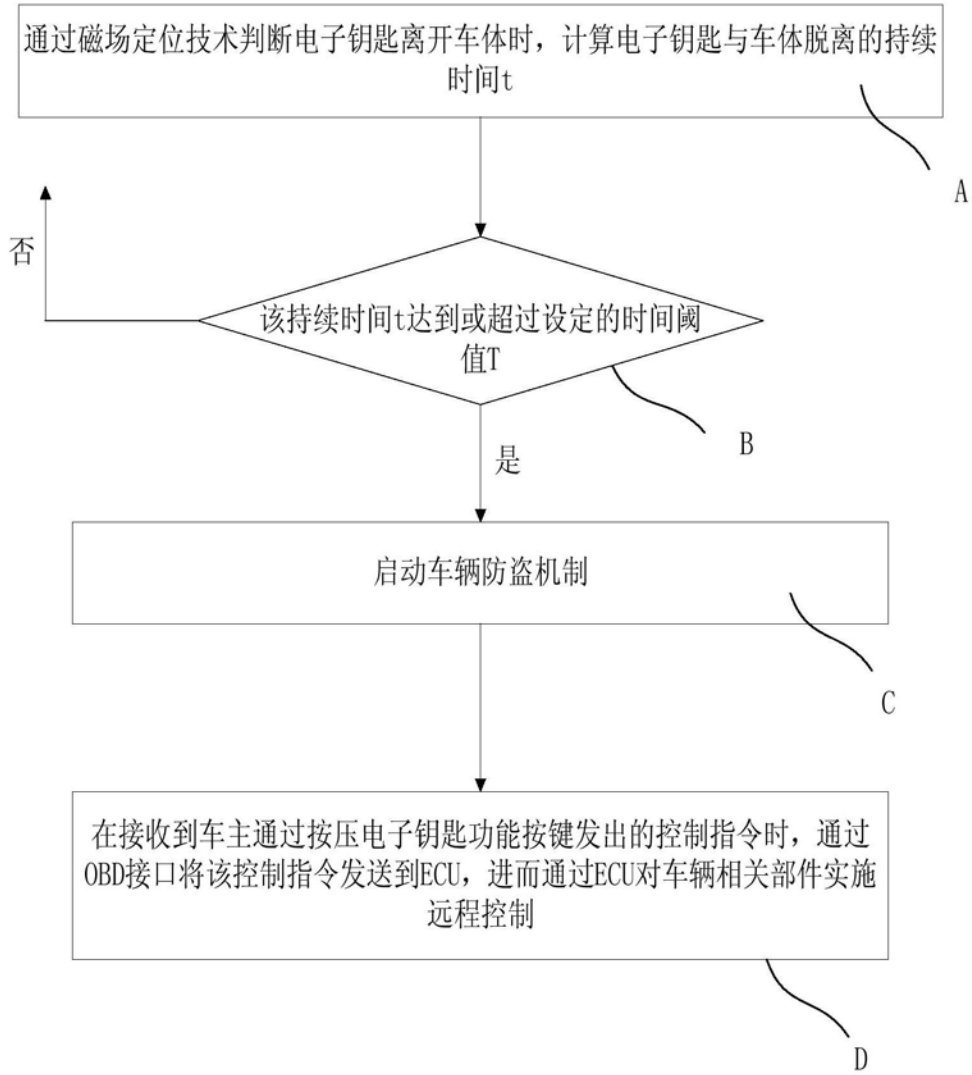 通过磁场定位技术判断电子钥匙离开车体时，计算电子钥匙与车体脱离的持续
时间t
A
否
该持续时间t达到或超过设定的时间阈
值T
B
是
启动车辆防盗机制
C
在接收到车主通过按压电子钥匙功能按键发出的控制指令时，通过
OBD接口将该控制指令发送到ECU，进而通过ECU对车辆相关部件实施
远程控制
D